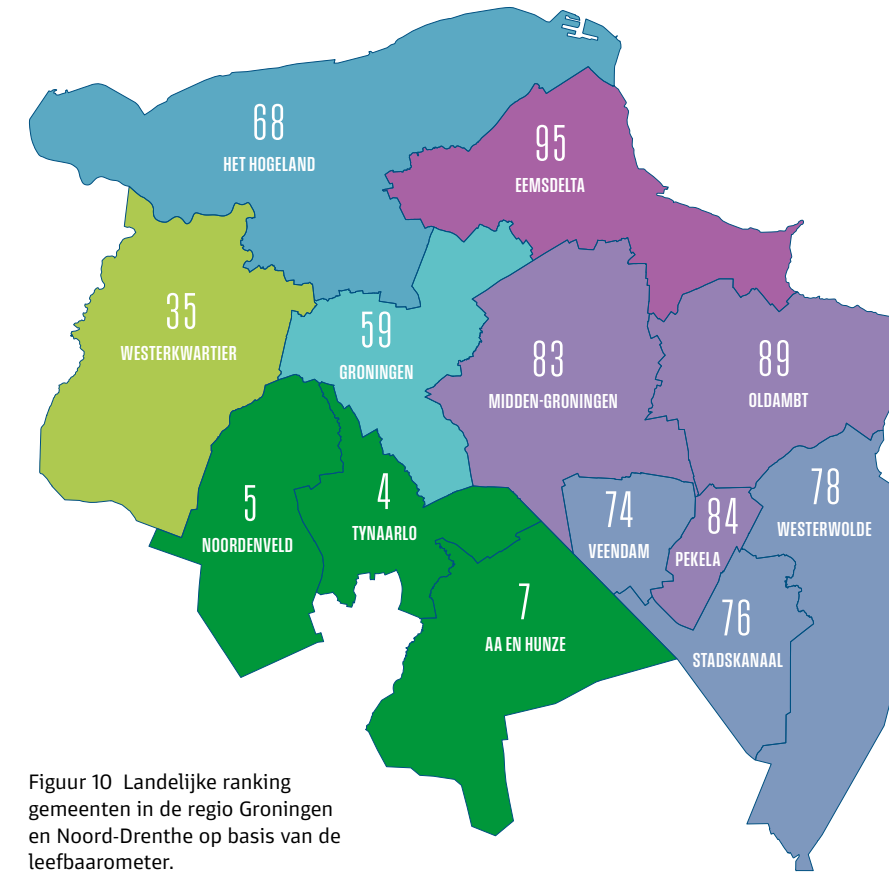 68
HET HOGELAND
95
EEMSDELTA
35
WESTERKWARTIER
59
GRONINGEN
83
MIDDEN-GRONINGEN
89
OLDAMBT
5
NOORDENVELD
4
TYNAARLO
74
VEENDAM
84
PEKELA
78
WESTERWOLDE
7
AA EN HUNZE
76
STADSKANAAL
Figuur 10 Landelijke ranking
gemeenten in de regio Groningen
en Noord-Drenthe op basis van de
leefbaarometer.